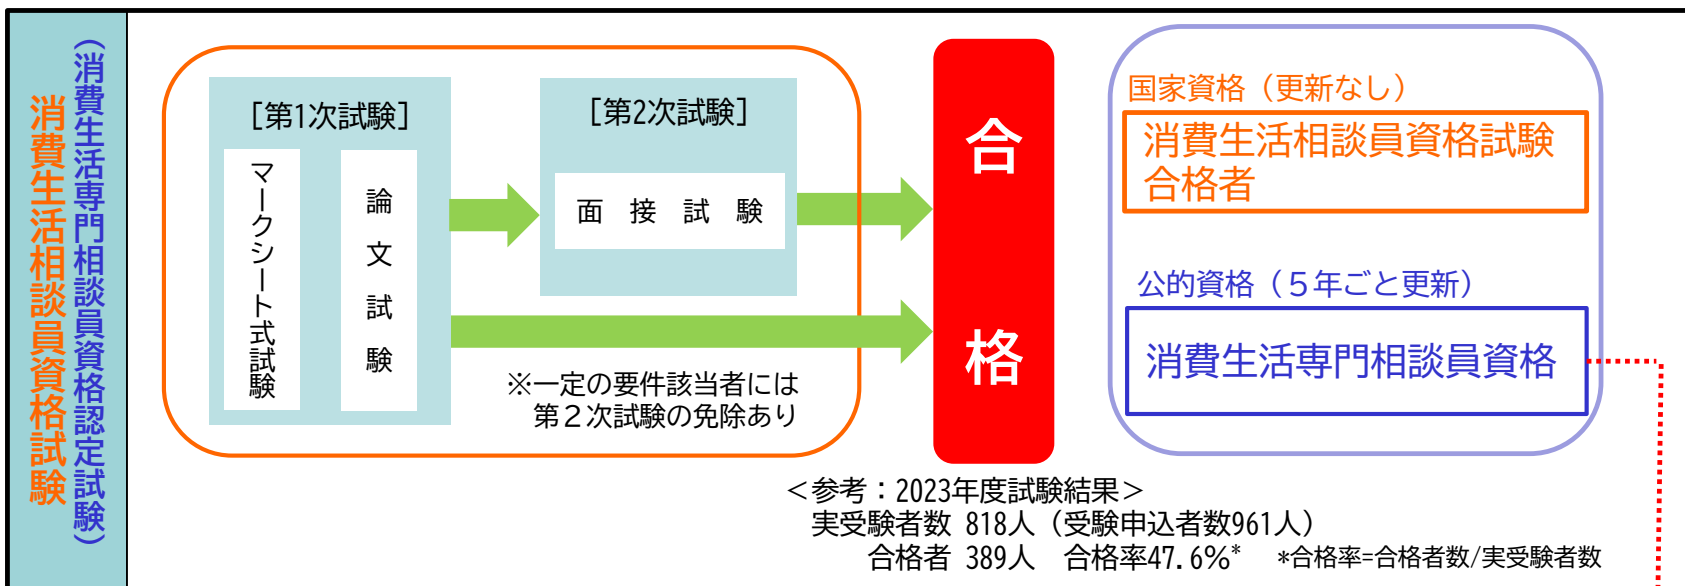 消費生活相談員資格試験
（消費生活専門相談員資格認定試験）
［第1次試験］
マークシート式試験
論文試験
［第2次試験］
面接試験
※一定の要件該当者には
第２次試験の免除あり
合格
国家資格（更新なし）
消費生活相談員資格試験
合格者
公的資格（５年ごと更新）
消費生活専門相談員資格
＜参考：2023年度試験結果＞
実受験者数 818人（受験申込者数961人）
合格者 389人　合格率47.6%*　*合格率=合格者数/実受験者数